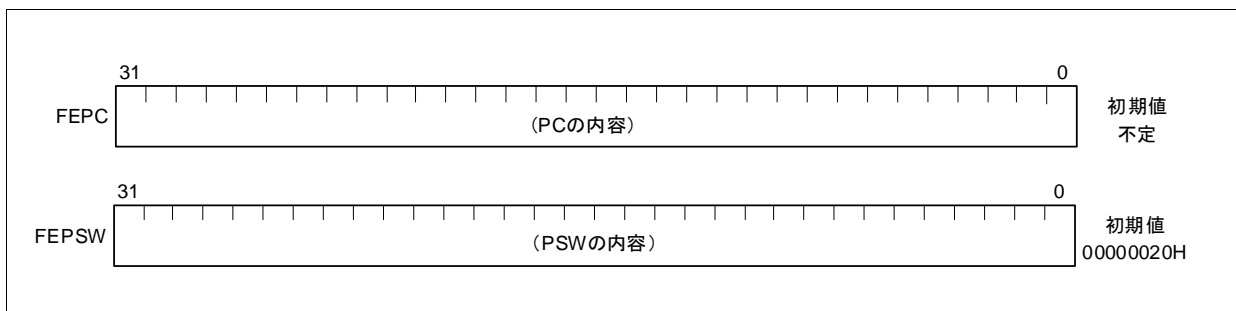 31 0
FEPC (PCの内容) 初期値
不定
31 0
FEPSW (PSWの内容) 初期値
00000020H